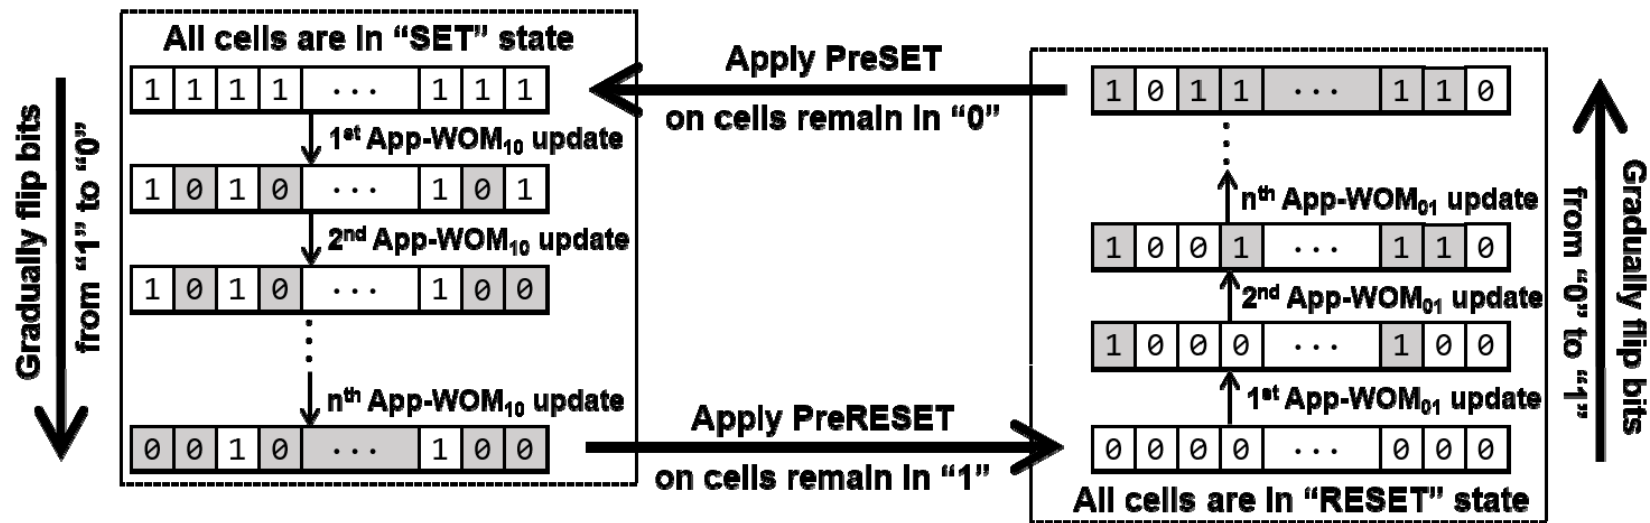 All cells are in “SET” state
1 1 1 1 ... 1 1 1
1st App-WOM10 update
1 0 1 0 ... 1 0 1
2nd App-WOM10 update
1 0 1 0 ... 1 0 0
nth App-WOM10 update
0 0 1 0 ... 1 0 0
Gradually flip bits
from “1” to “0”
Apply PreSET
on cells remain in “0”
Apply PreRESET
on cells remain in “1”
1 0 1 1 ... 1 1 0
nth App-WOM01 update
1 0 0 1 ... 1 1 0
2nd App-WOM01 update
1 0 0 0 ... 1 0 0
1st App-WOM01 update
0 0 0 0 ... 0 0 0
All cells are in “RESET” state
Gradually flip bits
from “0” to “1”